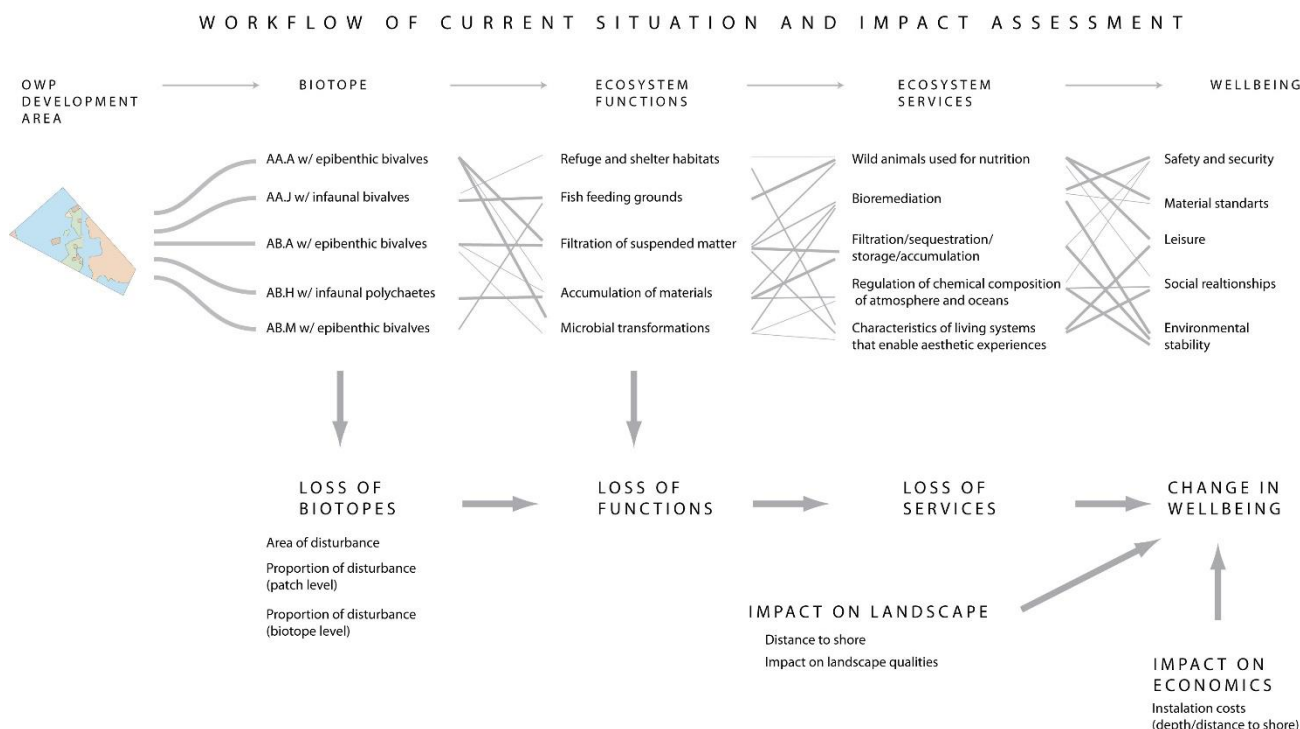 WORKFLOW OF CURRENT SITUATION AND IMPACT ASSESSMENT
OWP
DEVELOPMENT
AREA
BIOTOPE
ECOSYSTEM
FUNCTIONS
ECOSYSTEM
SERVICES
WELLBEING
AA.A w/ epibenthic bivalves
AA.J w/ infaunal bivalves
AB.A w/ epibenthic bivalves
AB.H w/ infaunal polychaetes
AB.M w/ epibenthic bivalves
Refuge and shelter habitats
Fish feeding grounds
Filtration of suspended matter
Accumulation of materials
Microbial transformations
Wild animals used for nutrition
Bioremediation
Filtration/sequestration/
storage/accumulation
Regulation of chemical composition
of atmosphere and oceans
Characteristics of living systems
that enable aesthetic experiences
Safety and security
Material standarts
Leisure
Social realtionships
Environmental
stability
LOSS OF
BIOTOPES
LOSS OF
FUNCTIONS
LOSS OF
SERVICES
CHANGE IN
WELLBEING
Area of disturbance
Proportion of disturbance
(patch level)
Proportion of disturbance
(biotope level)
IMPACT ON LANDSCAPE
Distance to shore
Impact on landscape qualities
IMPACT ON
ECONOMICS
Instalation costs
(depth/distance to shore)